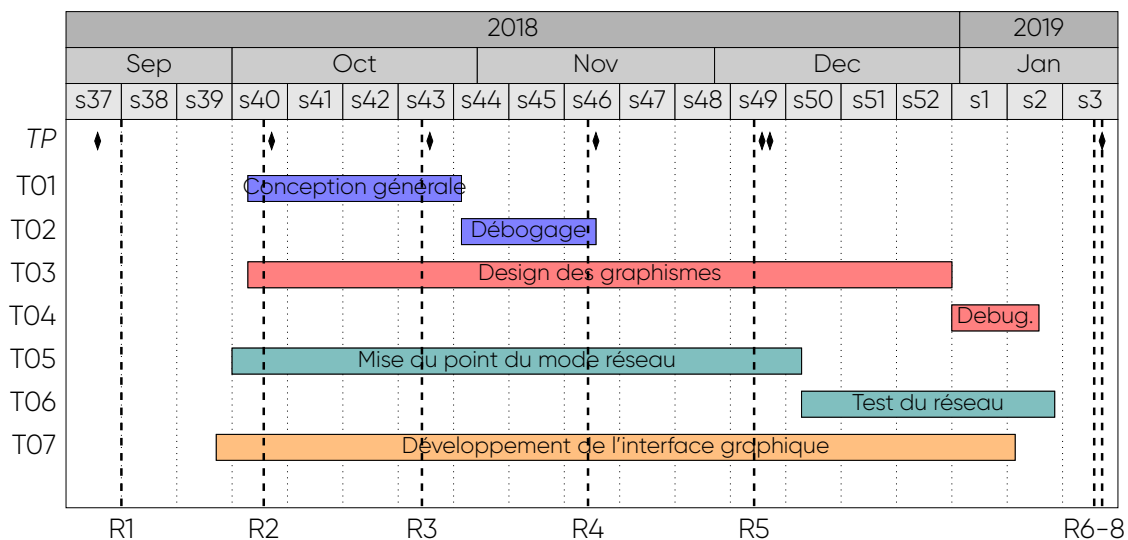 2018 2019
Sep Oct Nov Dec Jan
s37 s38 s39 s40 s41 s42 s43 s44 s45 s46 s47 s48 s49 s50 s51 s52 s1 s2 s3
TP
T01 Conception générale
T02 Débogage
T03 Design des graphismes
T04 Debug.
T05 Mise au point du mode réseau
T06 Test du réseau
T07 Développement de l'interface graphique
R1 R2 R3 R4 R5 R6-8